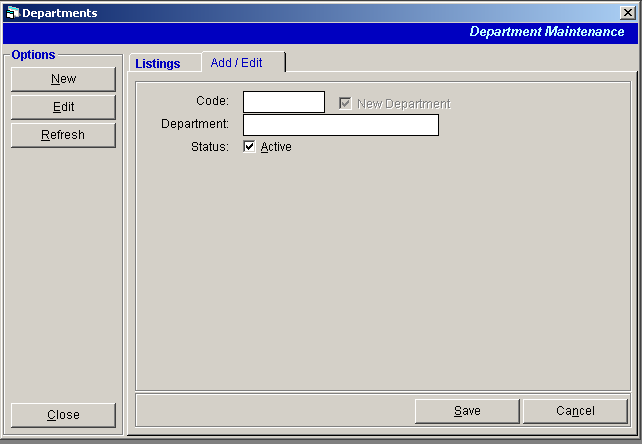 Departments
Department Maintenance
Options
New
Edit
Refresh
Close
Listings
Add / Edit
Code:
New Department
Department:
Status:
Active
Save
Cancel